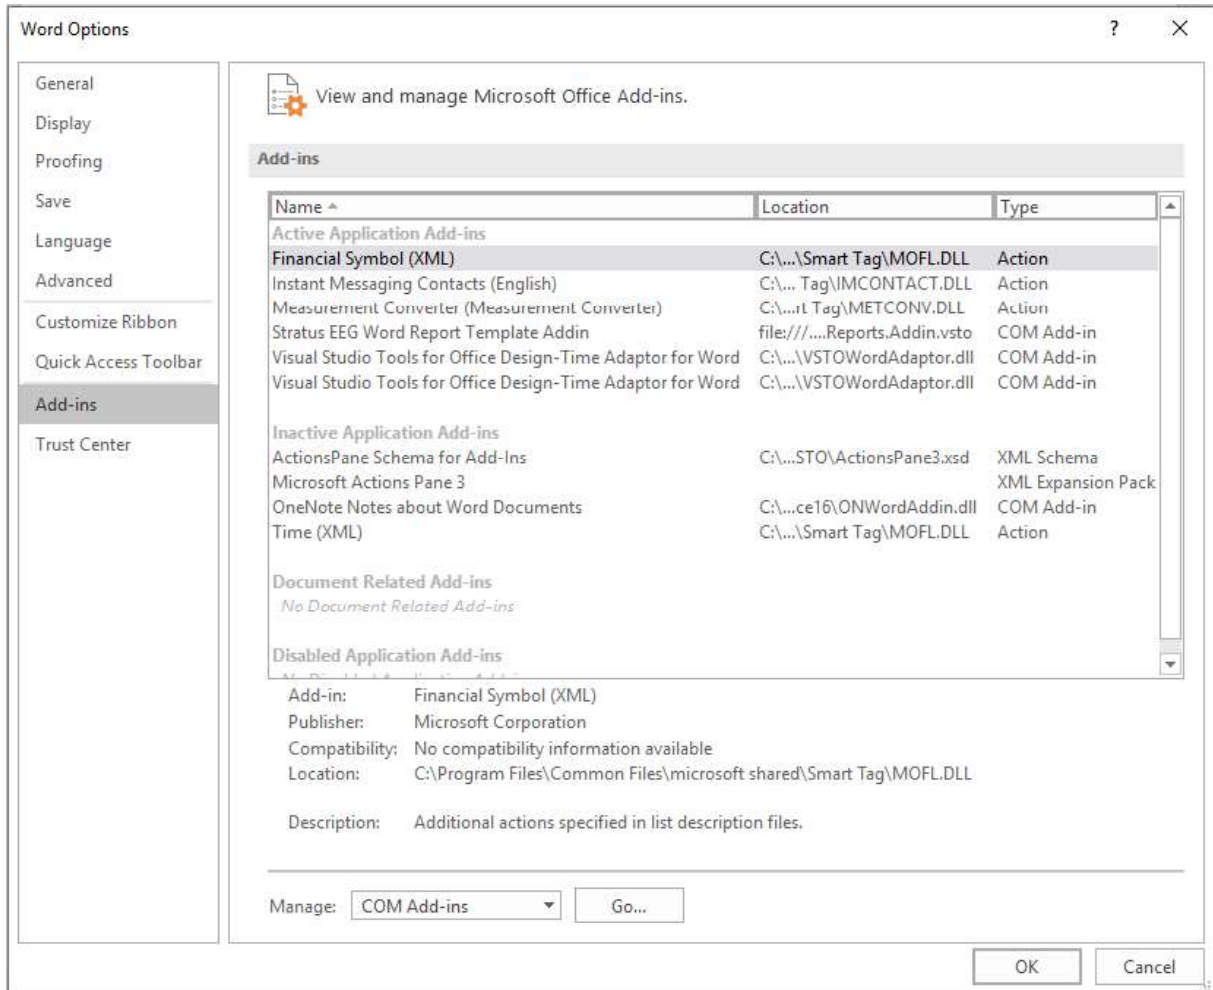 Word Options ? ×
General
Display
Proofing
Save
Language
Advanced
Customize Ribbon
Quick Access Toolbar
Add-ins
Trust Center
View and manage Microsoft Office Add-ins.
Add-ins
Name Location Type
Active Application Add-ins
Financial Symbol (XML) C:\...\Smart Tag\MOFL.DLL Action
Instant Messaging Contacts (English) C:\... Tag\IMCONTACT.DLL Action
Measurement Converter (Measurement Converter) C:\...rt Tag\METCONV.DLL Action
Stratus EEG Word Report Template Addin file:///....Reports.Addin.vsto COM Add-in
Visual Studio Tools for Office Design-Time Adaptor for Word C:\...\VSTOWordAdaptor.dll COM Add-in
Visual Studio Tools for Office Design-Time Adaptor for Word C:\...\VSTOWordAdaptor.dll COM Add-in
Inactive Application Add-ins
ActionsPane Schema for Add-Ins C:\...STO\ActionsPane3.xsd XML Schema
Microsoft Actions Pane 3 XML Expansion Pack
OneNote Notes about Word Documents C:\...ce16\ONWordAddin.dll COM Add-in
Time (XML) C:\...\Smart Tag\MOFL.DLL Action
Document Related Add-ins
No Document Related Add-ins
Disabled Application Add-ins
Add-in: Financial Symbol (XML)
Publisher: Microsoft Corporation
Compatibility: No compatibility information available
Location: C:\Program Files\Common Files\microsoft shared\Smart Tag\MOFL.DLL
Description: Additional actions specified in list description files.
Manage: COM Add-ins Go...
OK Cancel